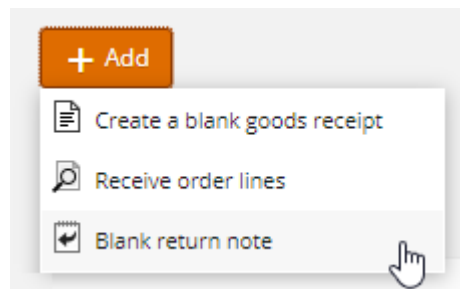 + Add
Create a blank goods receipt
Receive order lines
Blank return note